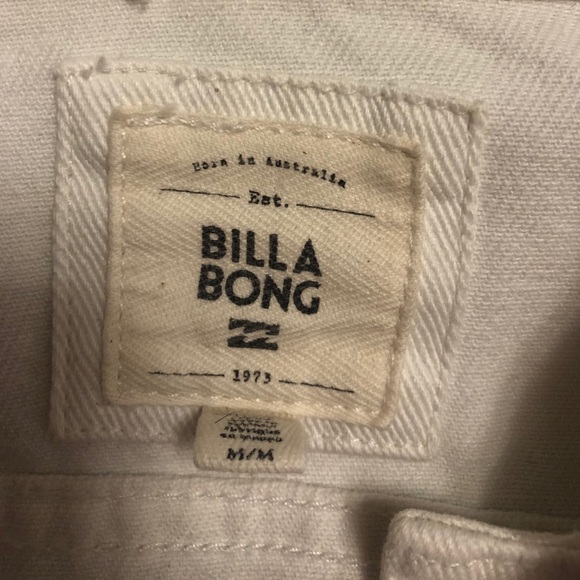 Born in Australia
Est.
BILLA
BONG
1973
M/M